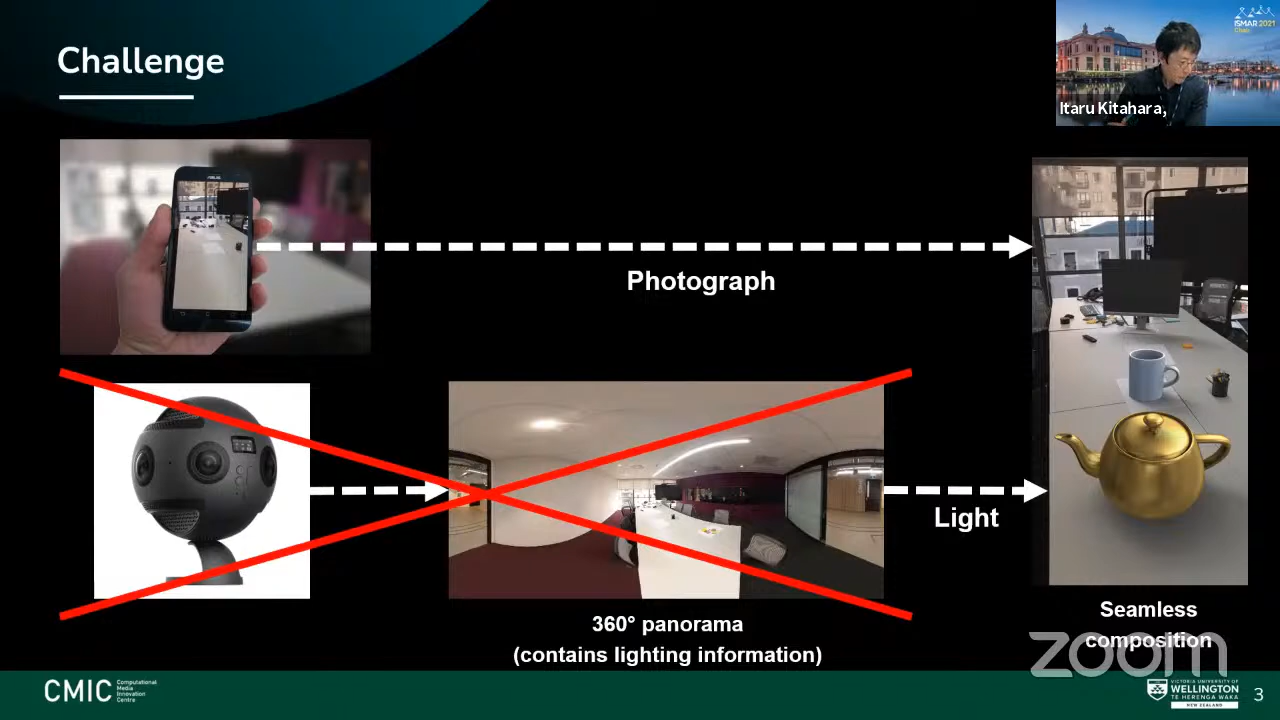 Challenge
ISMAR 2021
Itaru Kitahara,
ASUS
Photograph
Light
360° panorama
(contains lighting information)
Seamless
composition
zoom
CMIC
Computational
Media
Innovation
Centre
VICTORIA UNIVERSITY OF
WELLINGTON
TE HERENGA WAKA
NEW ZEALAND
3